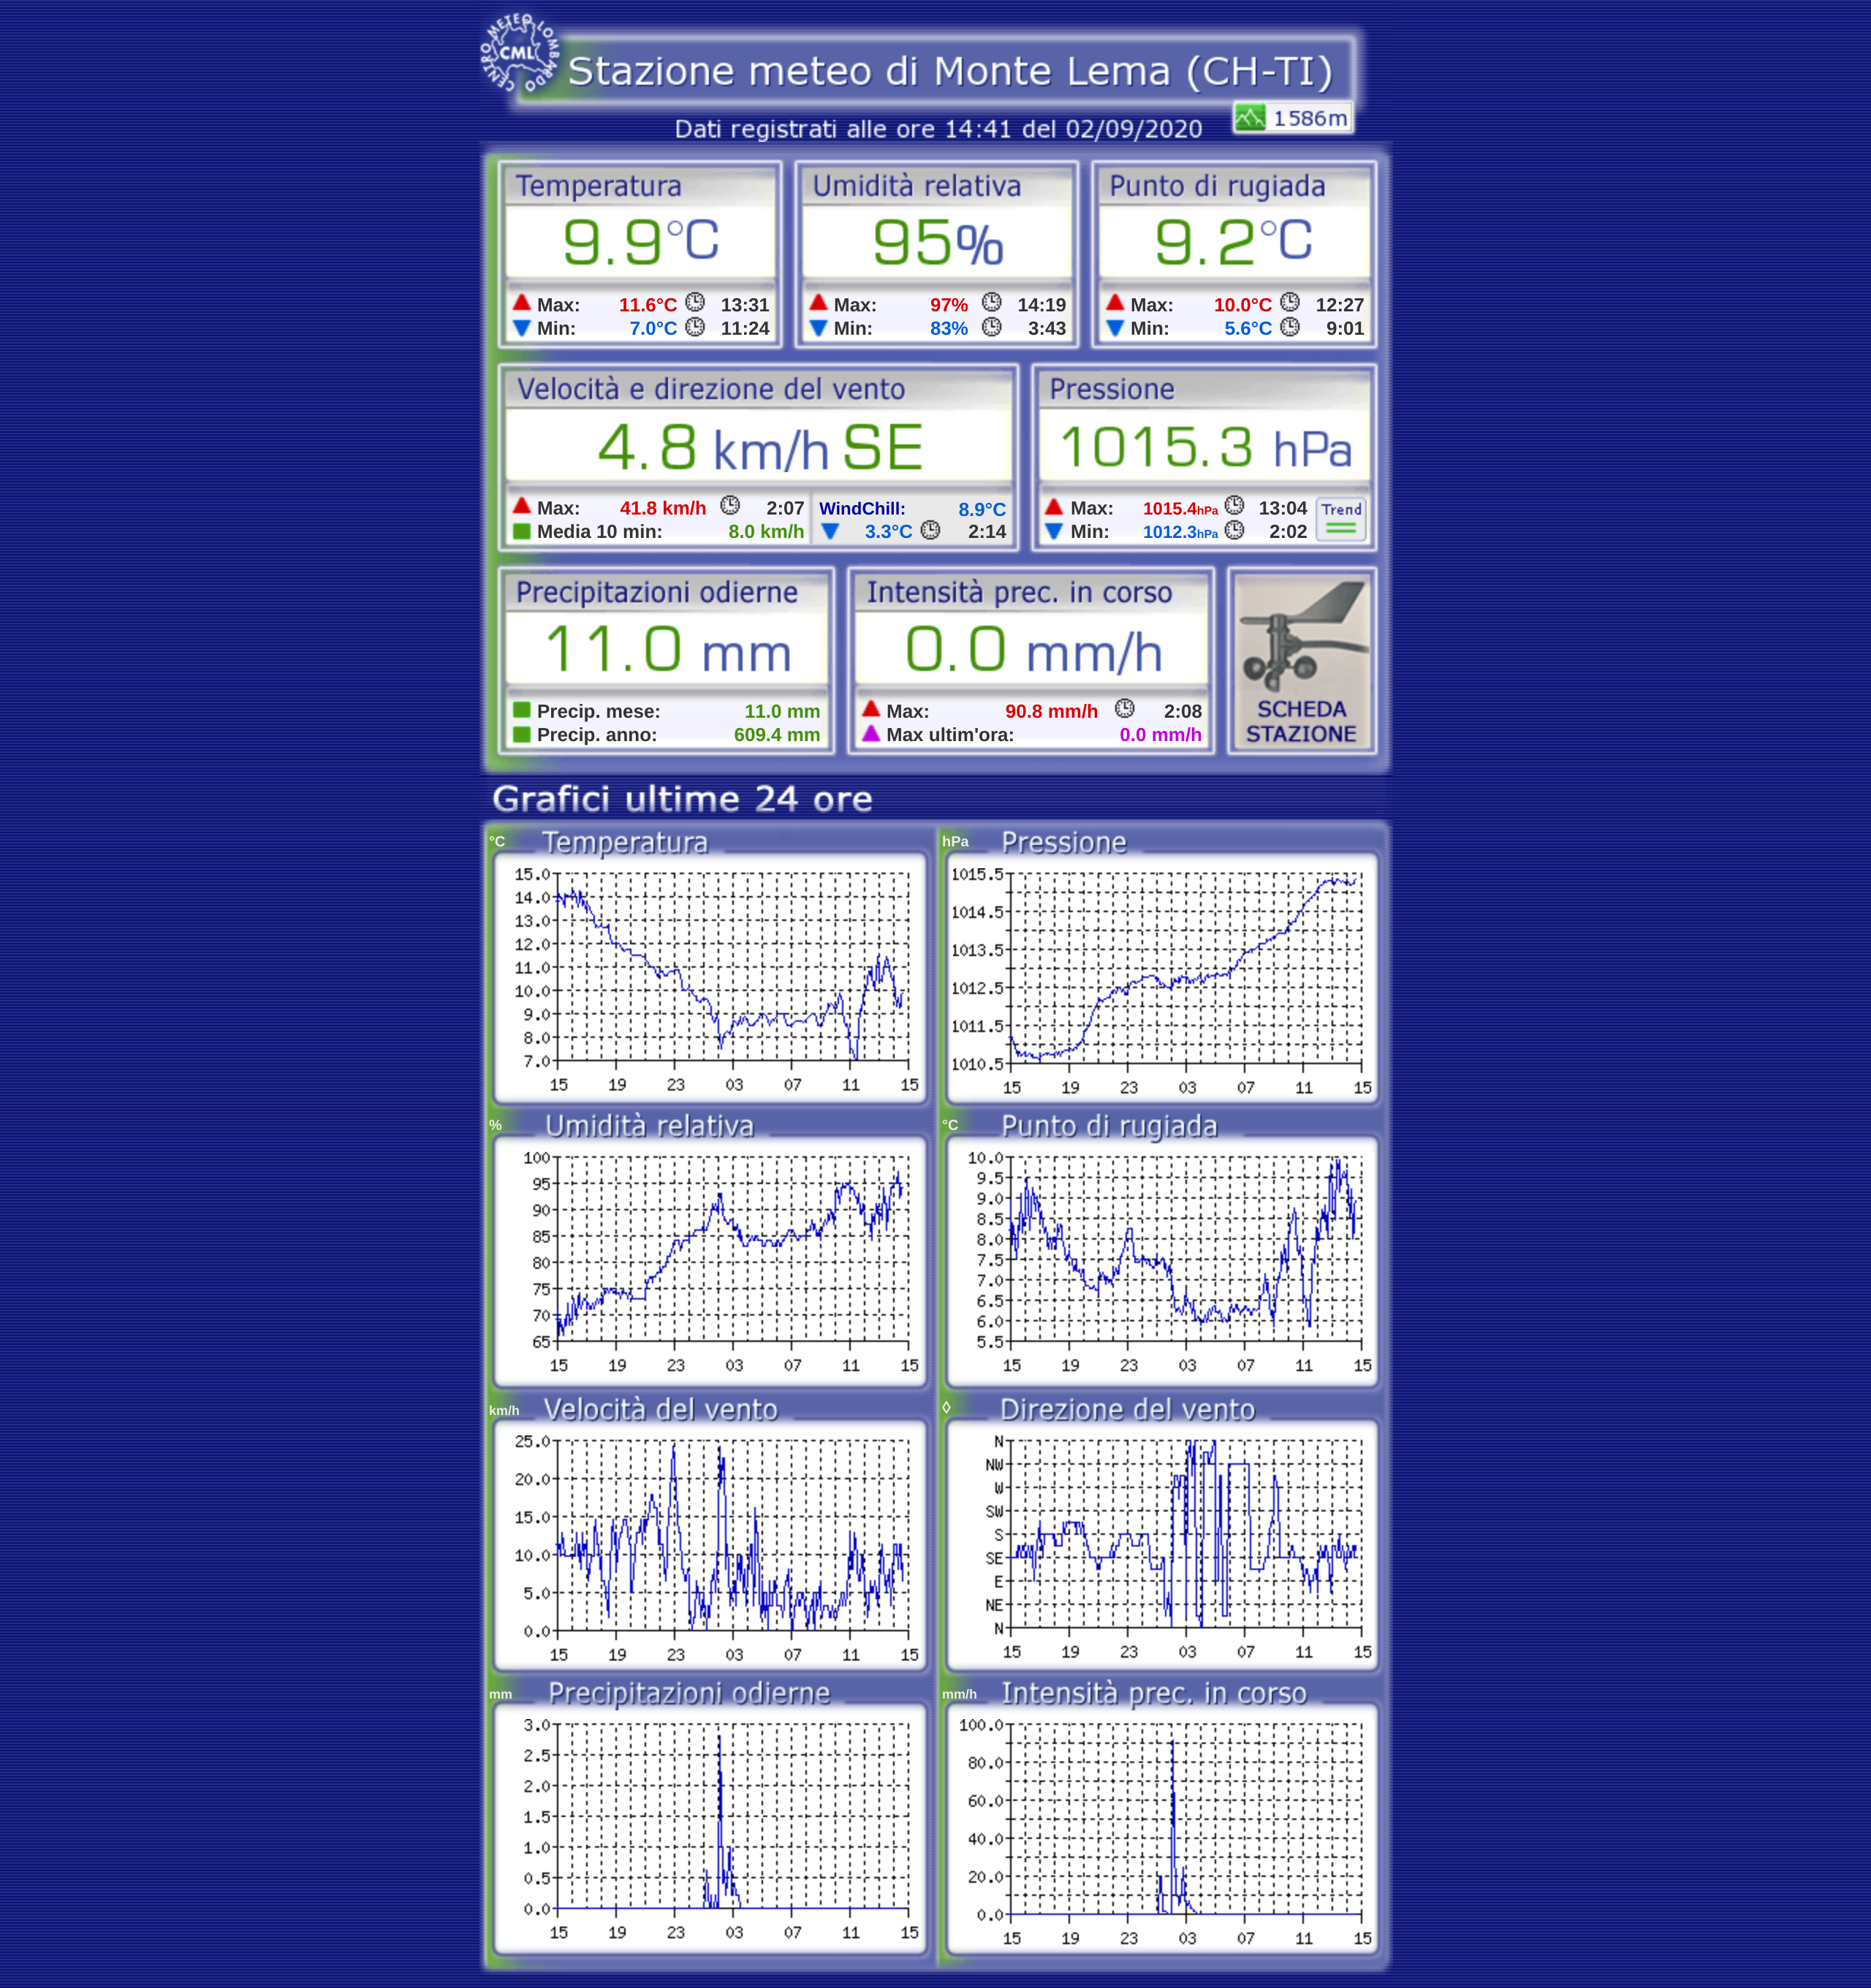 CENTRO METEO LOMBARDO
CML
Stazione meteo di Monte Lema (CH-TI)
1586m
Dati registrati alle ore 14:41 del 02/09/2020
Temperatura
9.9°C
Max: 11.6°C 13:31
Min: 7.0°C 11:24
Umidità relativa
95%
Max: 97% 14:19
Min: 83% 3:43
Punto di rugiada
9.2°C
Max: 10.0°C 12:27
Min: 5.6°C 9:01
Velocità e direzione del vento
4.8 km/h SE
Max: 41.8 km/h 2:07
Media 10 min: 8.0 km/h
WindChill: 8.9°C
3.3°C 2:14
Pressione
1015.3 hPa
Max: 1015.4hPa 13:04
Min: 1012.3hPa 2:02
Trend
Precipitazioni odierne
11.0 mm
Precip. mese: 11.0 mm
Precip. anno: 609.4 mm
Intensità prec. in corso
0.0 mm/h
Max: 90.8 mm/h 2:08
Max ultim'ora: 0.0 mm/h
SCHEDA
STAZIONE
Grafici ultime 24 ore
°C Temperatura
15.0
14.0
13.0
12.0
11.0
10.0
9.0
8.0
7.0
15 19 23 03 07 11 15
hPa Pressione
1015.5
1014.5
1013.5
1012.5
1011.5
1010.5
15 19 23 03 07 11 15
% Umidità relativa
100
95
90
85
80
75
70
65
15 19 23 03 07 11 15
°C Punto di rugiada
10.0
9.5
9.0
8.5
8.0
7.5
7.0
6.5
6.0
5.5
15 19 23 03 07 11 15
km/h Velocità del vento
25.0
20.0
15.0
10.0
5.0
0.0
15 19 23 03 07 11 15
◊ Direzione del vento
N
NW
W
SW
S
SE
E
NE
N
15 19 23 03 07 11 15
mm Precipitazioni odierne
3.0
2.5
2.0
1.5
1.0
0.5
0.0
15 19 23 03 07 11 15
mm/h Intensità prec. in corso
100.0
80.0
60.0
40.0
20.0
0.0
15 19 23 03 07 11 15